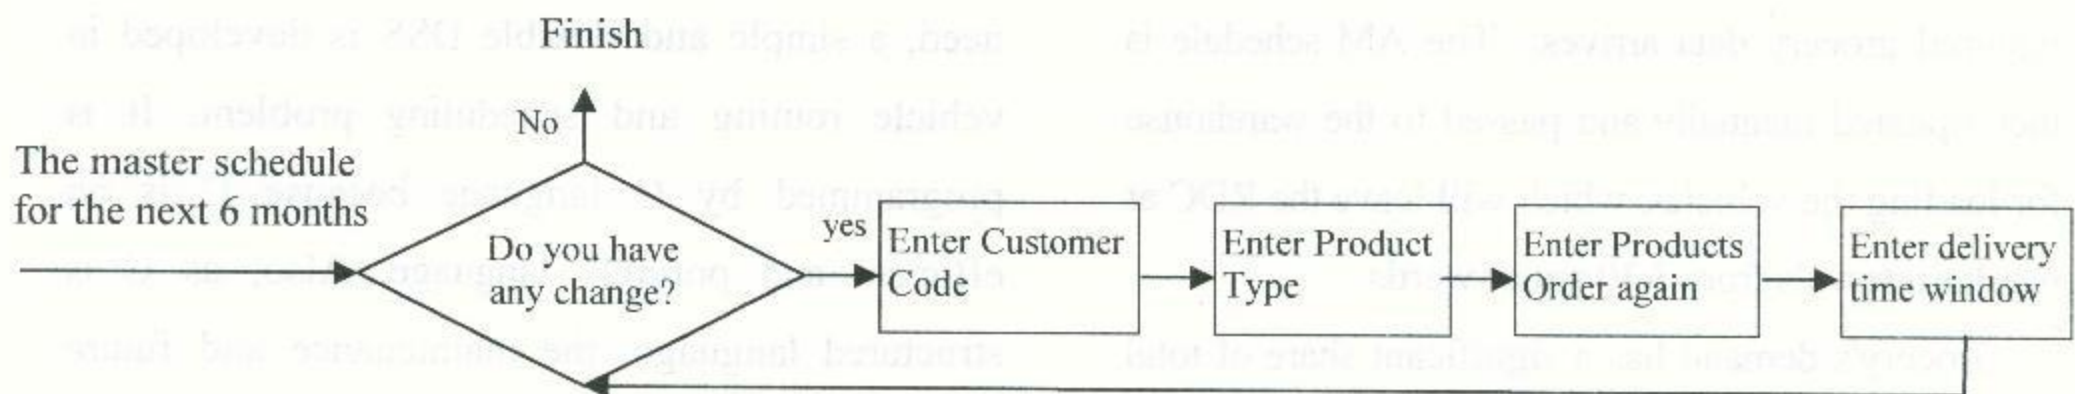 Finish
No
The master schedule
for the next 6 months
Do you have
any change?
yes
Enter Customer
Code
Enter Product
Type
Enter Products
Order again
Enter delivery
time window